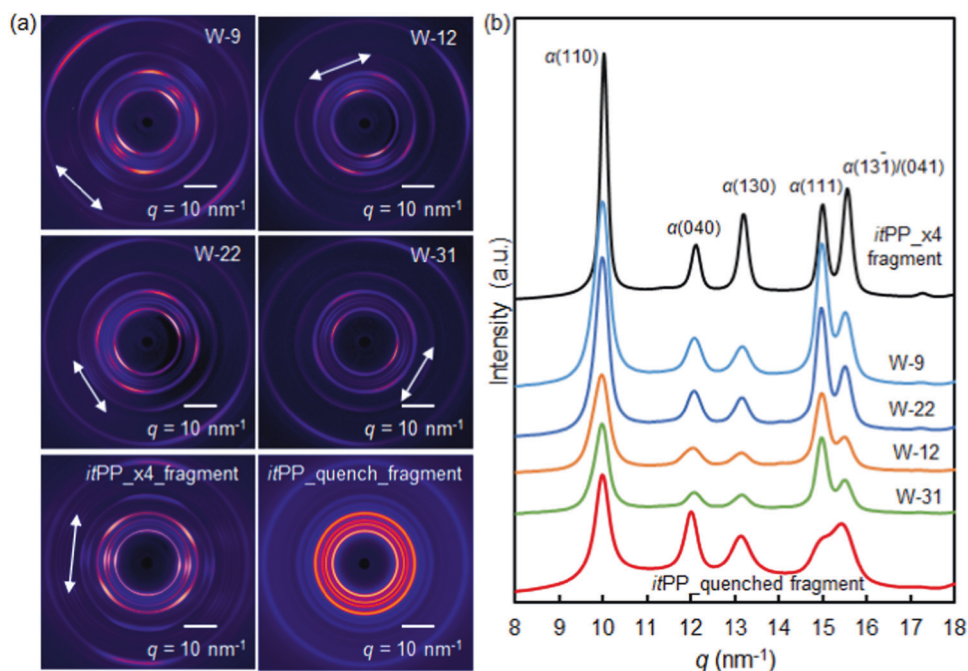 (a)
W-9
q = 10 nm⁻¹
W-12
q = 10 nm⁻¹
W-22
q = 10 nm⁻¹
W-31
q = 10 nm⁻¹
itPP_x4_fragment
q = 10 nm⁻¹
itPP_quench_fragment
q = 10 nm⁻¹
(b)
α(110)
α(040)
α(130)
α(111)
α(13̄1)/(041)
itPP_x4
fragment
W-9
W-22
W-12
W-31
itPP_quenched fragment
Intensity (a.u.)
8 9 10 11 12 13 14 15 16 17 18
q (nm⁻¹)